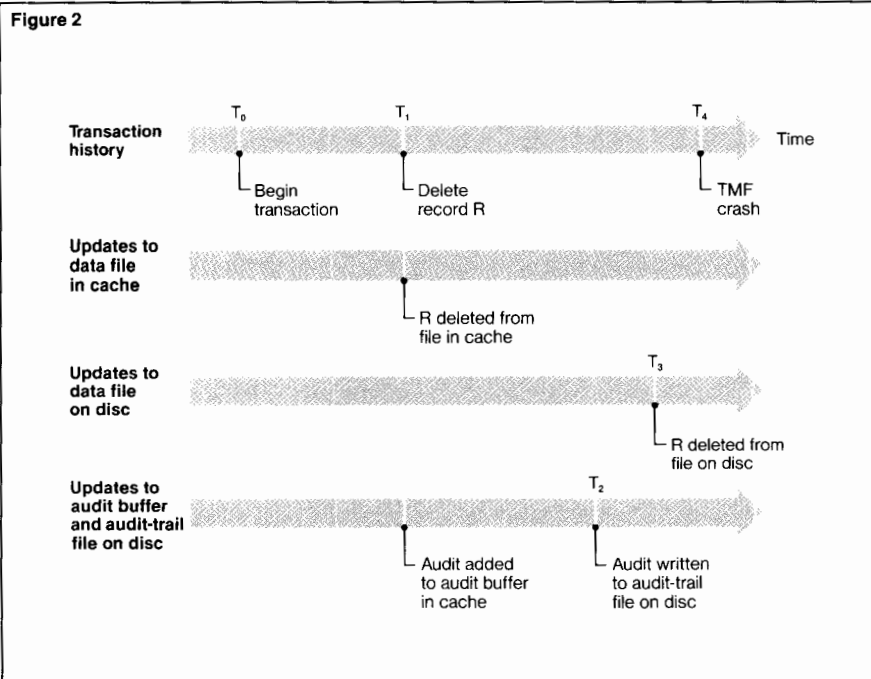 Figure 2
T0
T1
T4
Transaction
history
Time
Begin
transaction
Delete
record R
TMF
crash
Updates to
data file
in cache
R deleted from
file in cache
T3
Updates to
data file
on disc
R deleted from
file on disc
T2
Updates to
audit buffer
and audit-trail
file on disc
Audit added
to audit buffer
in cache
Audit written
to audit-trail
file on disc